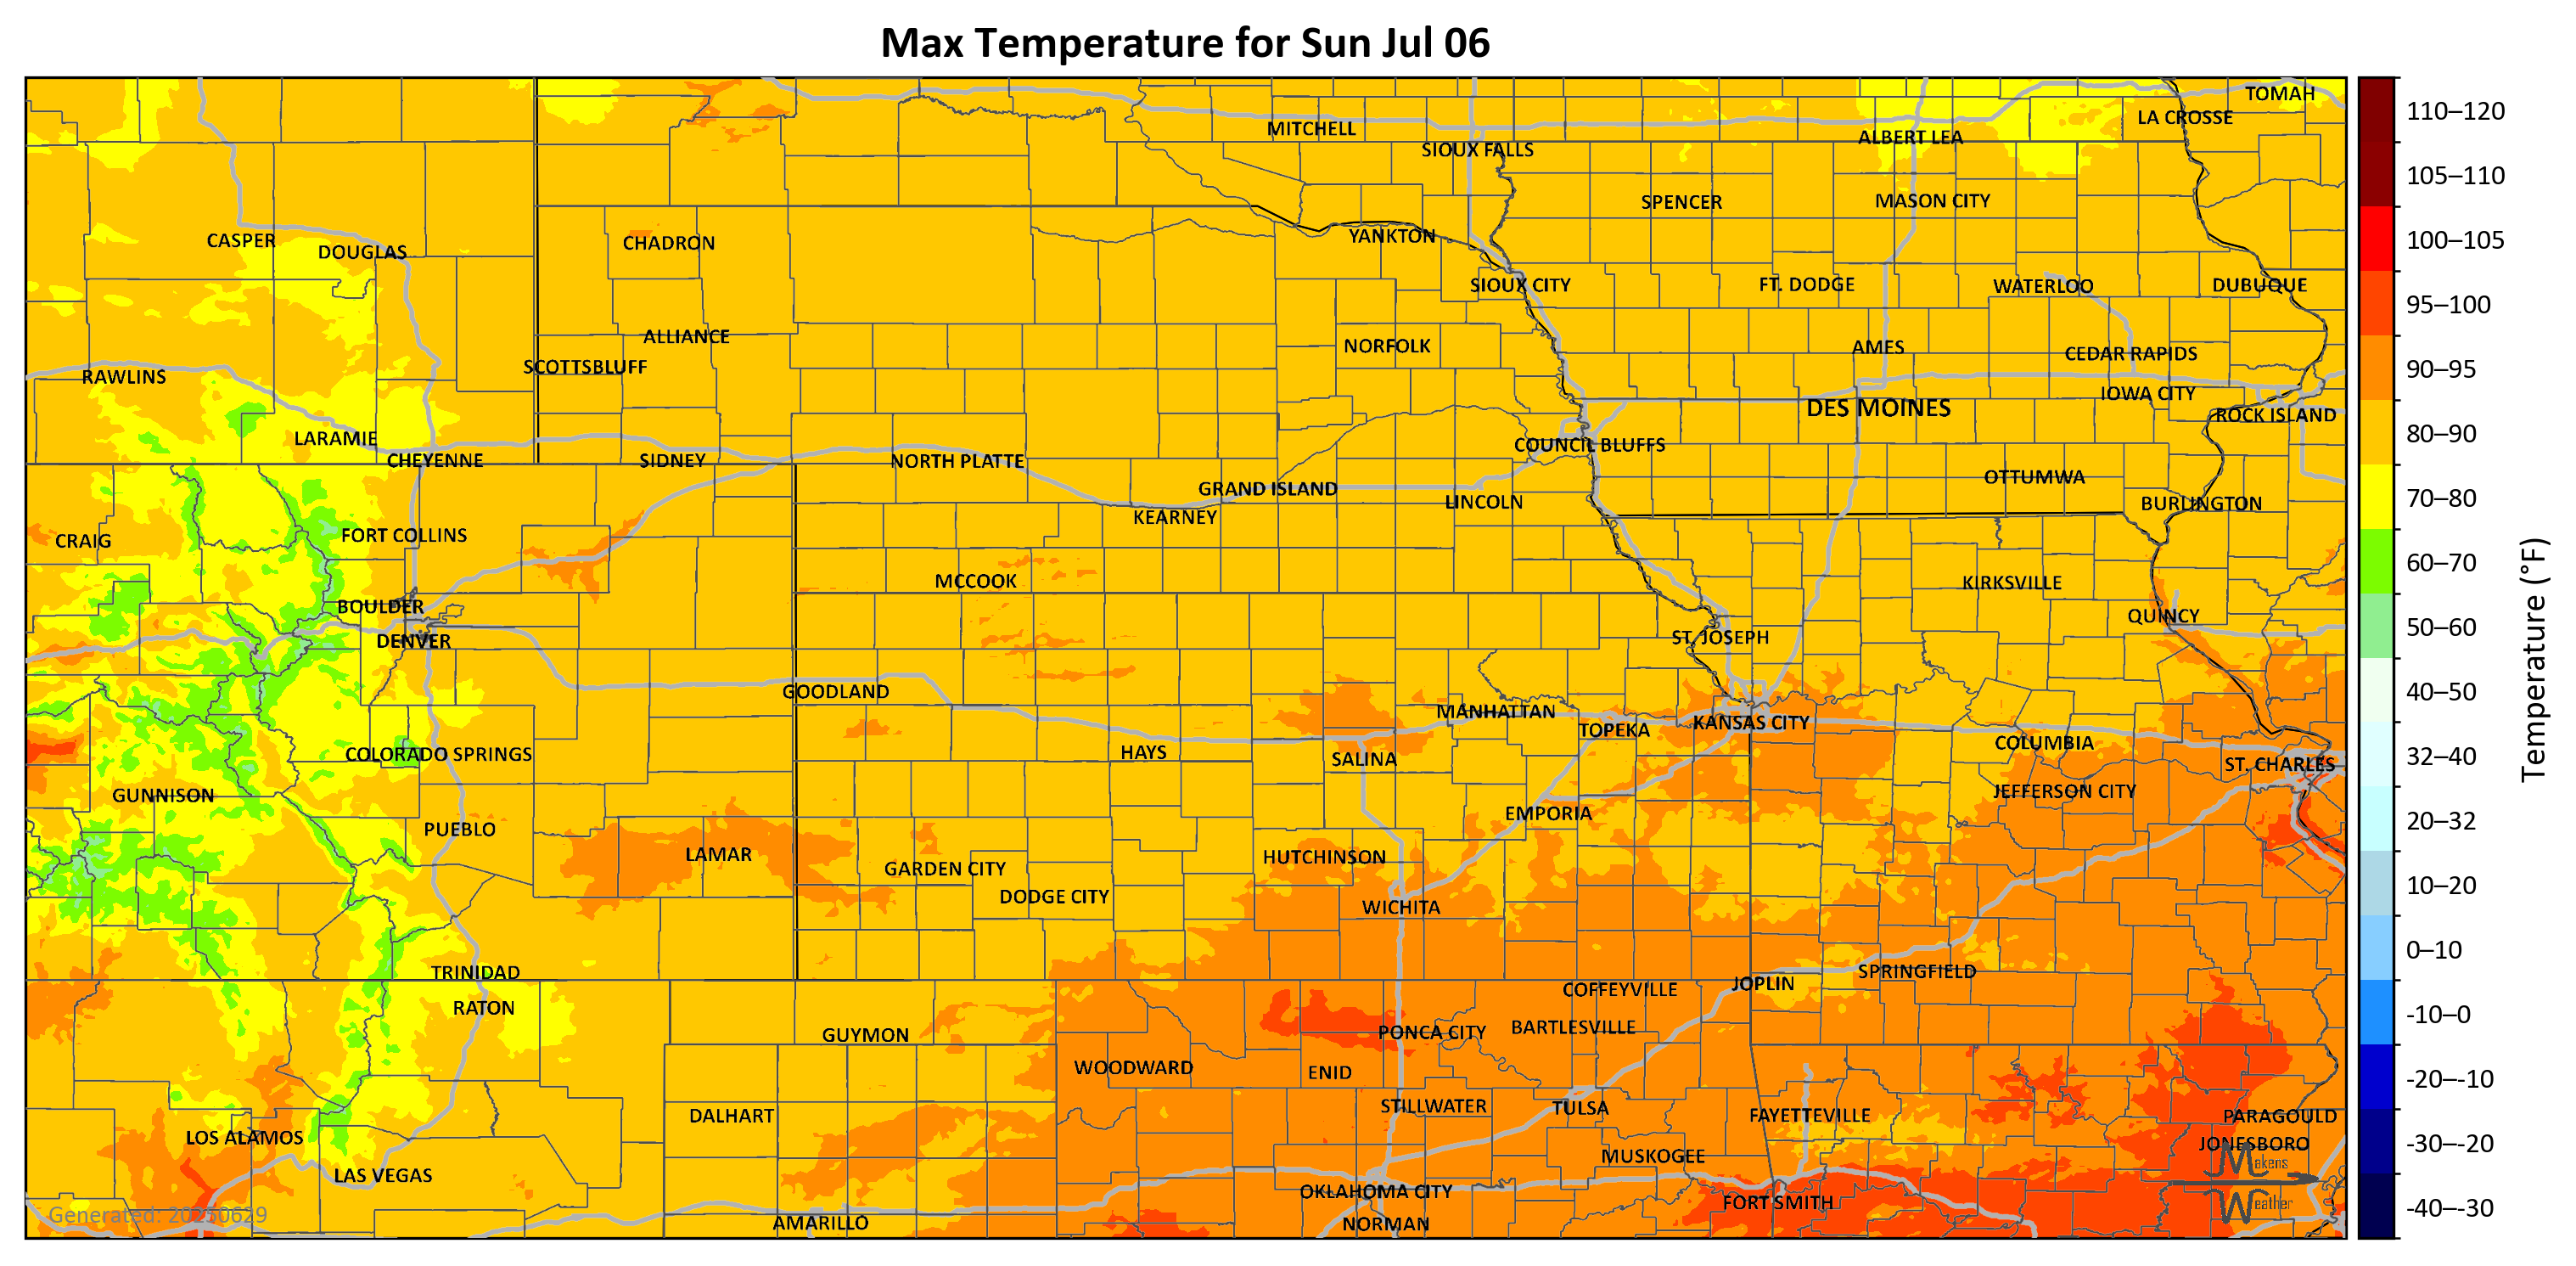 Max Temperature for Sun Jul 06
TOMAH
LA CROSSE
MITCHELL
ALBERT LEA
SIOUX FALLS
SPENCER
MASON CITY
CASPER
DOUGLAS
CHADRON
YANKTON
SIOUX CITY
FT. DODGE
WATERLOO
DUBUQUE
ALLIANCE
NORFOLK
AMES
CEDAR RAPIDS
RAWLINS
SCOTTSBLUFF
IOWA CITY
DES MOINES
ROCK ISLAND
LARAMIE
COUNCIL BLUFFS
CHEYENNE
SIDNEY
NORTH PLATTE
OTTUMWA
GRAND ISLAND
LINCOLN
BURLINGTON
KEARNEY
CRAIG
FORT COLLINS
MCCOOK
KIRKSVILLE
BOULDER
QUINCY
DENVER
ST. JOSEPH
GOODLAND
MANHATTAN
TOPEKA
KANSAS CITY
COLUMBIA
COLORADO SPRINGS
HAYS
SALINA
ST. CHARLES
GUNNISON
JEFFERSON CITY
EMPORIA
PUEBLO
LAMAR
HUTCHINSON
GARDEN CITY
DODGE CITY
WICHITA
TRINIDAD
SPRINGFIELD
JOPLIN
COFFEYVILLE
RATON
GUYMON
PONCA CITY
BARTLESVILLE
WOODWARD
ENID
DALHART
STILLWATER
TULSA
FAYETTEVILLE
PARAGOULD
LOS ALAMOS
JONESBORO
LAS VEGAS
MUSKOGEE
OKLAHOMA CITY
FORT SMITH
AMARILLO
NORMAN
Generated: 20250629
Makens
Weather
110–120
105–110
100–105
95–100
90–95
80–90
70–80
60–70
50–60
40–50
32–40
20–32
10–20
0–10
-10–0
-20–-10
-30–-20
-40–-30
Temperature (°F)